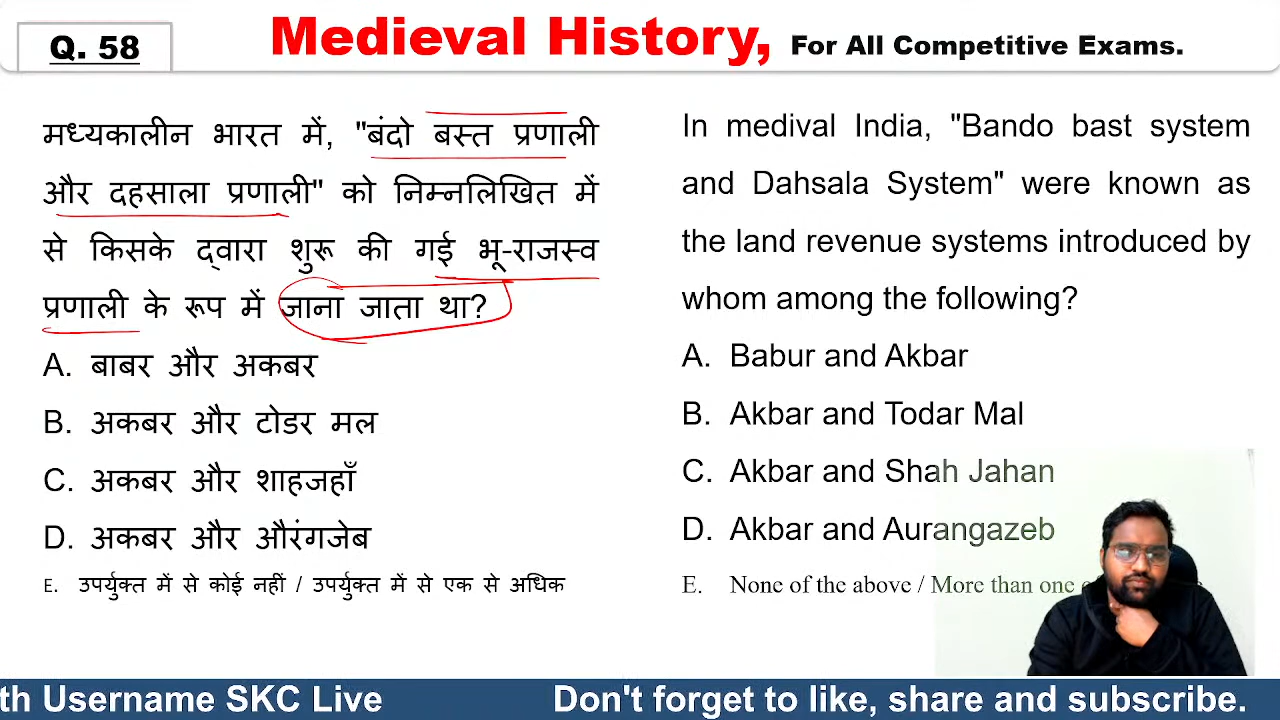 Q. 58
Medieval History, For All Competitive Exams.
मध्यकालीन भारत में, "बंदो बस्त प्रणाली
और दहसाला प्रणाली" को निम्नलिखित में
से किसके द्वारा शुरू की गई भू-राजस्व
प्रणाली के रूप में जाना जाता था?
A. बाबर और अकबर
B. अकबर और टोडर मल
C. अकबर और शाहजहाँ
D. अकबर और औरंगजेब
E. उपर्युक्त में से कोई नहीं / उपर्युक्त में से एक से अधिक
In medival India, "Bando bast system
and Dahsala System" were known as
the land revenue systems introduced by
whom among the following?
A. Babur and Akbar
B. Akbar and Todar Mal
C. Akbar and Shah Jahan
D. Akbar and Aurangazeb
E. None of the above / More than one
th Username SKC Live Don't forget to like, share and subscribe.